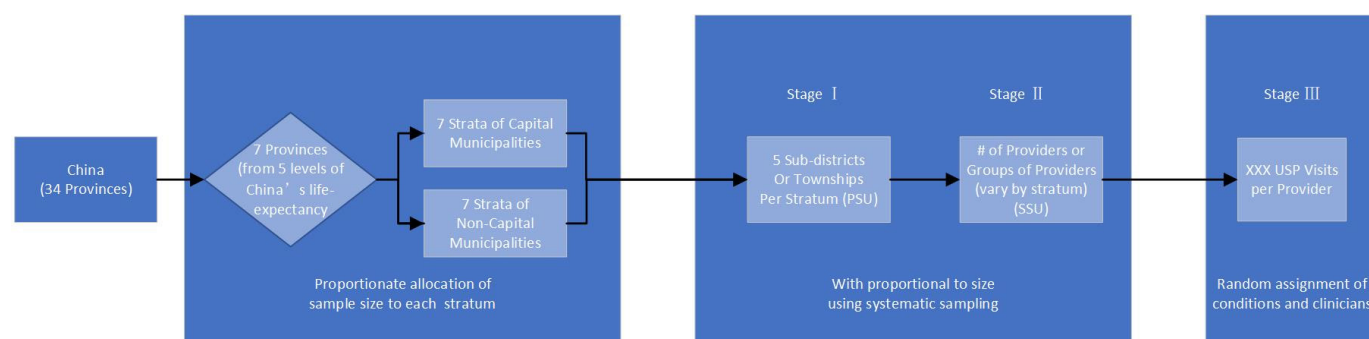 China
(34 Provinces)
7 Provinces
(from 5 levels of
China's life-
expectancy
7 Strata of Capital
Municipalities
7 Strata of
Non-Capital
Municipalities
Proportionate allocation of
sample size to each stratum
Stage Ⅰ
5 Sub-districts
Or Townships
Per Stratum (PSU)
Stage Ⅱ
# of Providers or
Groups of Providers
(vary by stratum)
(SSU)
With proportional to size
using systematic sampling
Stage Ⅲ
XXX USP Visits
per Provider
Random assignment of
conditions and clinicians